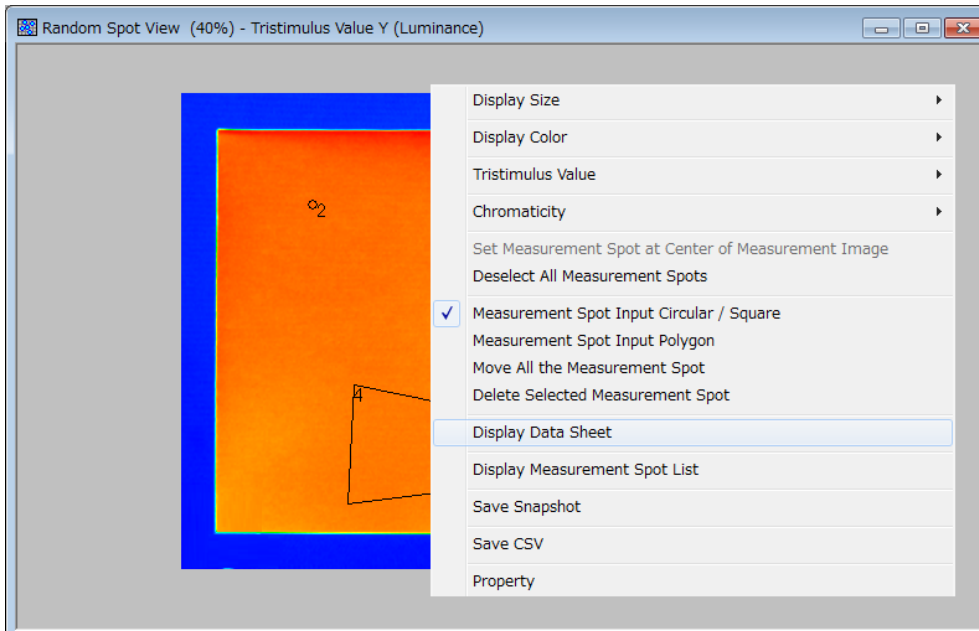 Random Spot View (40%) - Tristimulus Value Y (Luminance)
Display Size
Display Color
Tristimulus Value
Chromaticity
Set Measurement Spot at Center of Measurement Image
Deselect All Measurement Spots
Measurement Spot Input Circular / Square
Measurement Spot Input Polygon
Move All the Measurement Spot
Delete Selected Measurement Spot
Display Data Sheet
Display Measurement Spot List
Save Snapshot
Save CSV
Property
2
4